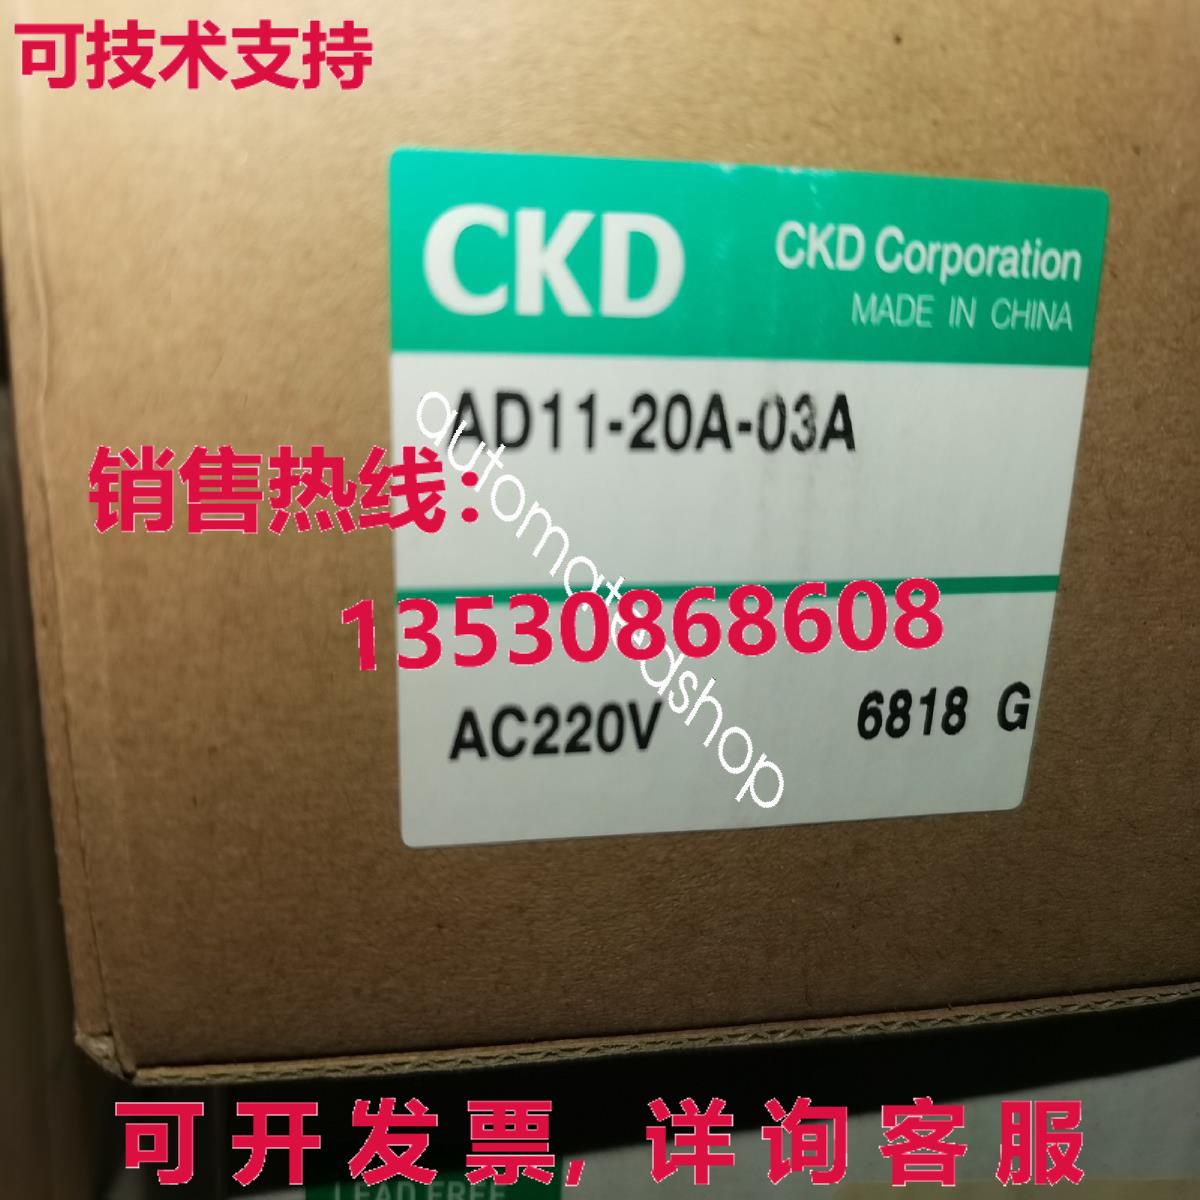 可技术支持
CKD
CKD Corporation
MADE IN CHINA
AD11-20A-03A
销售热线：
automatedshop
13530868608
AC220V
6818 G
可开发票, 详询客服
LEAD FREE